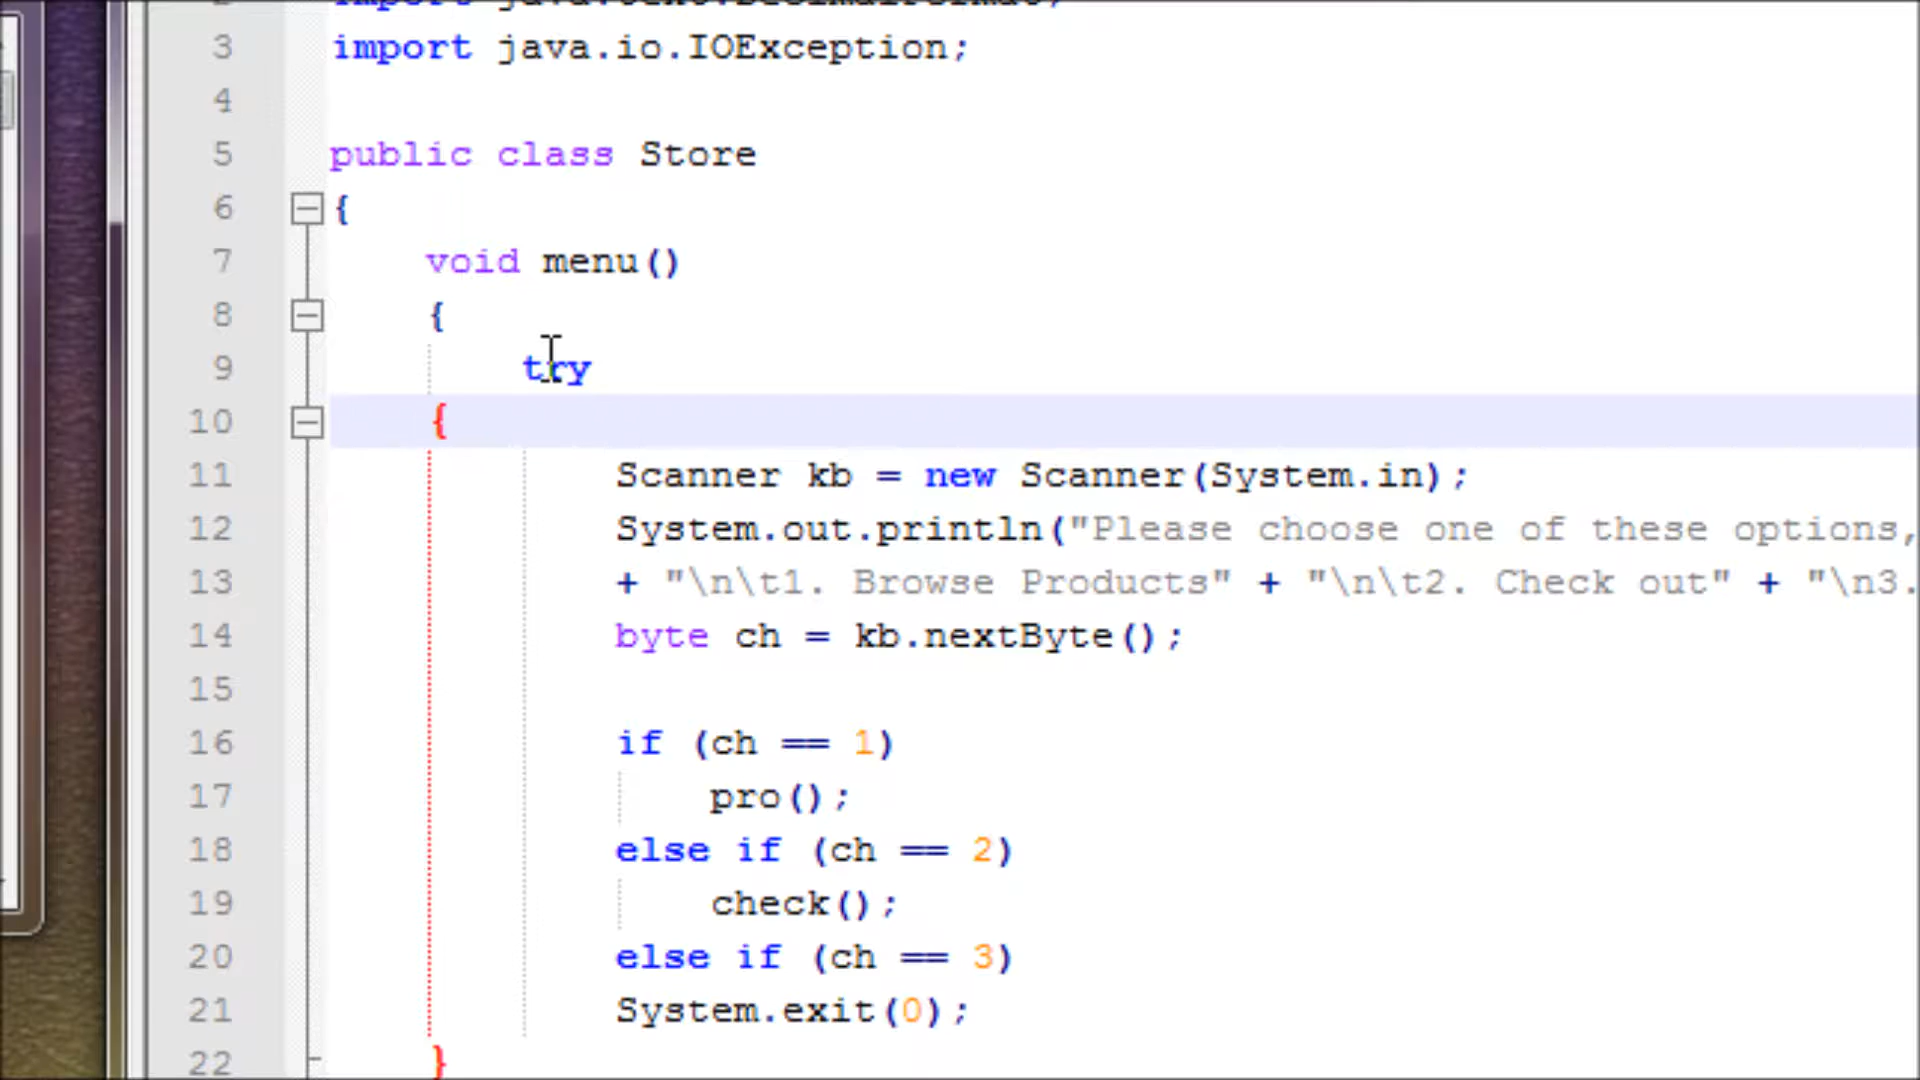 3 import java.io.IOException;
4
5 public class Store
6 {
7 void menu()
8 {
9 try
10 {
11 Scanner kb = new Scanner(System.in);
12 System.out.println("Please choose one of these options,
13 + "\n\t1. Browse Products" + "\n\t2. Check out" + "\n3.
14 byte ch = kb.nextByte();
15
16 if (ch == 1)
17 pro();
18 else if (ch == 2)
19 check();
20 else if (ch == 3)
21 System.exit(0);
22 }